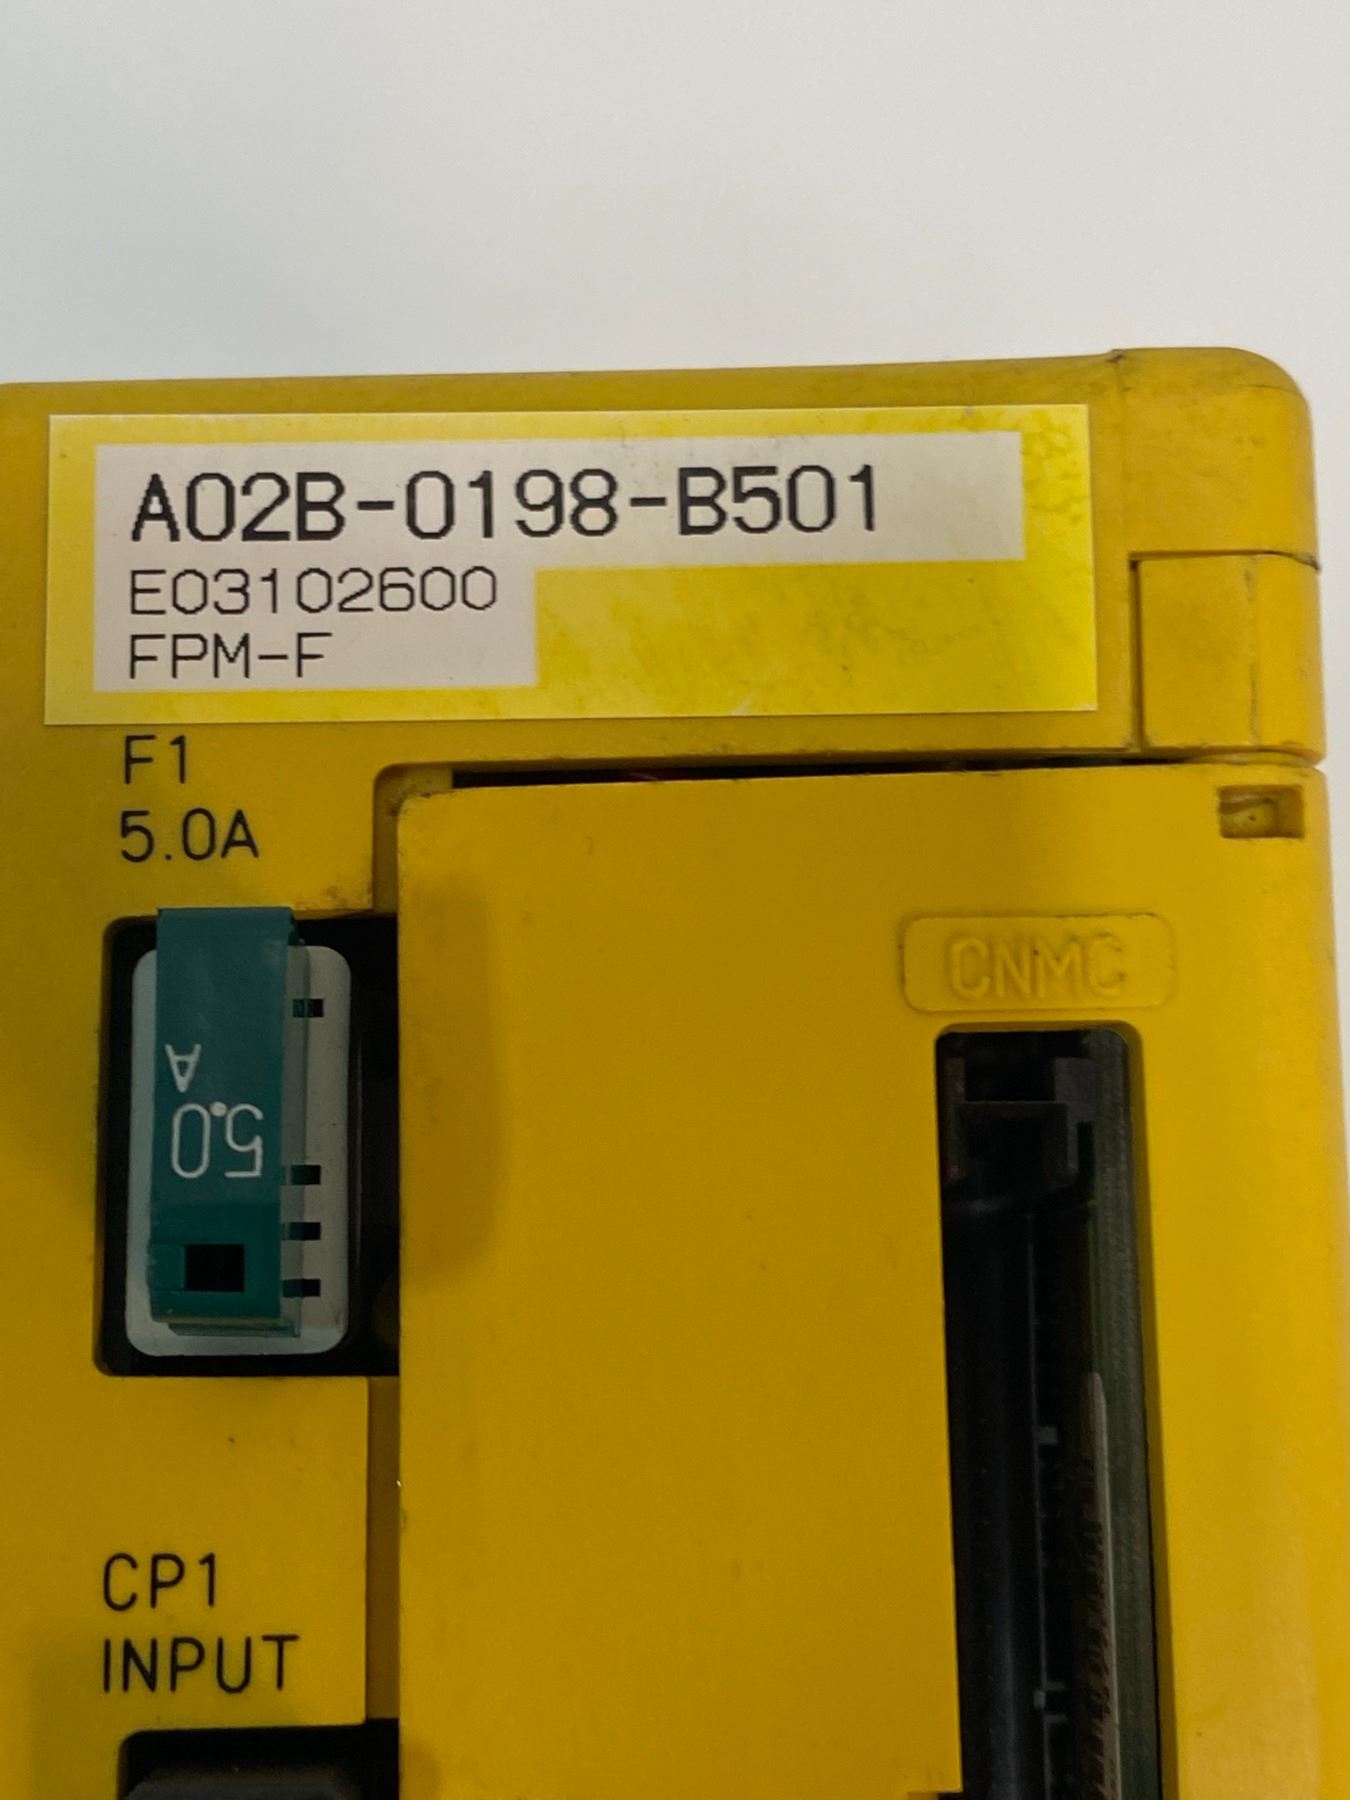 A02B-0198-B501
E03102600
FPM-F
F1
5.0A
CNMC
5.0
A
CP1
INPUT